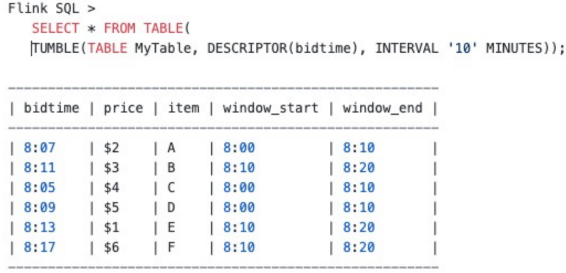 Flink SQL >
SELECT * FROM TABLE(
TUMBLE(TABLE MyTable, DESCRIPTOR(bidtime), INTERVAL '10' MINUTES));
------------------------------------------------------
| bidtime | price | item | window_start | window_end |
------------------------------------------------------
| 8:07 | $2 | A | 8:00 | 8:10 |
| 8:11 | $3 | B | 8:10 | 8:20 |
| 8:05 | $4 | C | 8:00 | 8:10 |
| 8:09 | $5 | D | 8:00 | 8:10 |
| 8:13 | $1 | E | 8:10 | 8:20 |
| 8:17 | $6 | F | 8:10 | 8:20 |
------------------------------------------------------